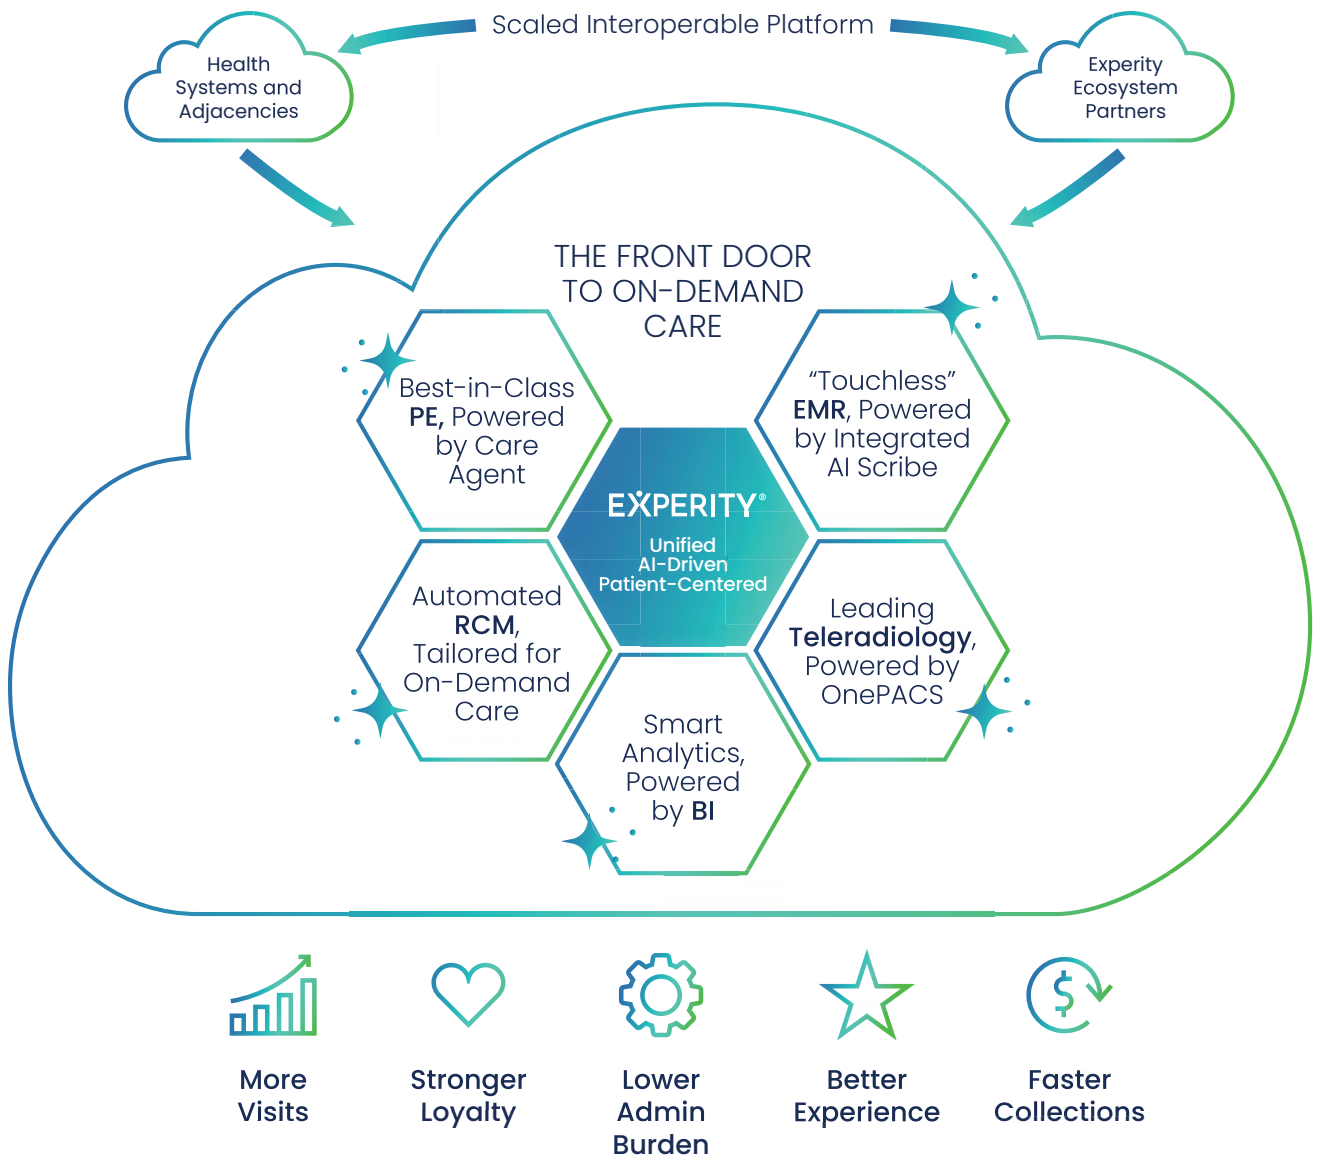 Scaled Interoperable Platform
Health
Systems and
Adjacencies
Experity
Ecosystem
Partners
THE FRONT DOOR
TO ON-DEMAND
CARE
Best-in-Class
PE, Powered
by Care
Agent
“Touchless”
EMR, Powered
by Integrated
AI Scribe
EXPERITY®
Unified
AI-Driven
Patient-Centered
Automated
RCM,
Tailored for
On-Demand
Care
Leading
Teleradiology,
Powered by
OnePACS
Smart
Analytics,
Powered
by BI
More
Visits
Stronger
Loyalty
Lower
Admin
Burden
Better
Experience
Faster
Collections